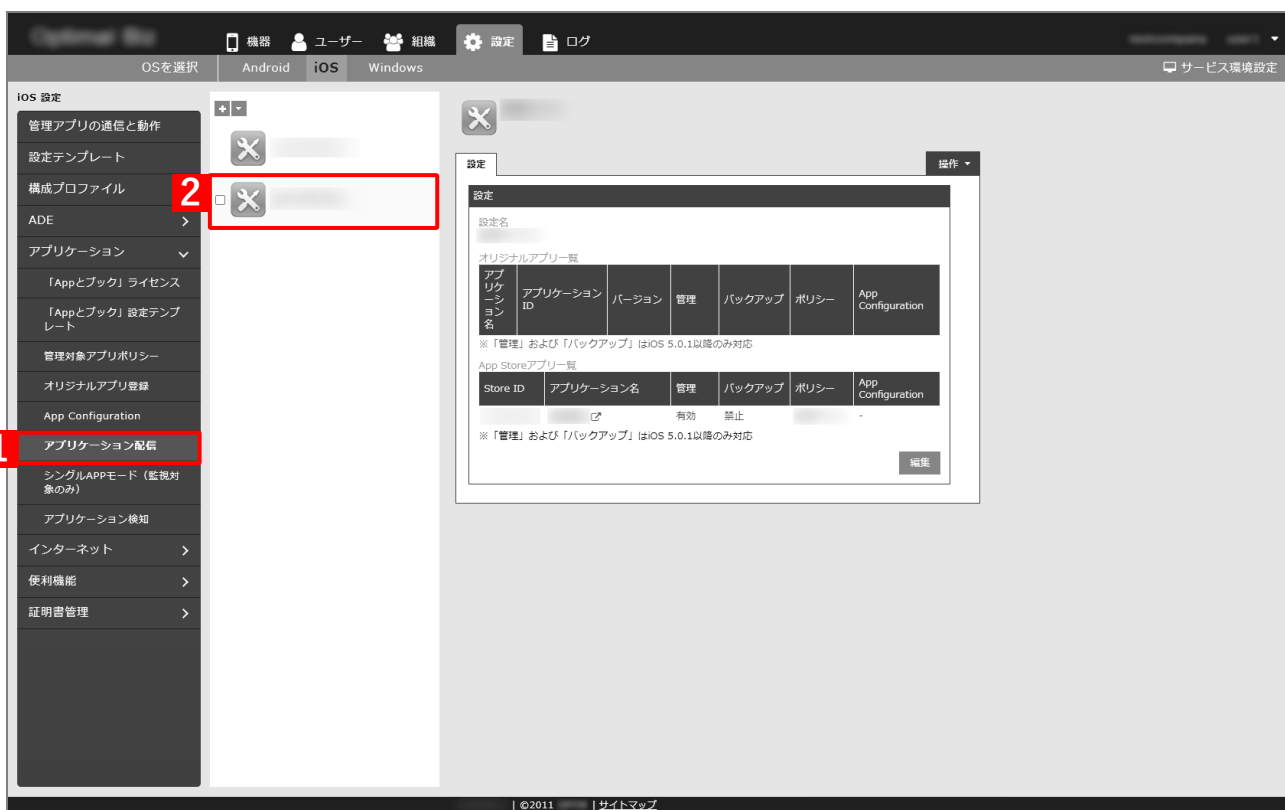 機器
ユーザー
組織
設定
ログ
OSを選択
Android
iOS
Windows
サービス環境設定
iOS 設定
管理アプリの通信と動作
設定テンプレート
構成プロファイル
ADE
アプリケーション
「Appとブック」ライセンス
「Appとブック」設定テンプ
レート
管理対象アプリポリシー
オリジナルアプリ登録
App Configuration
1
アプリケーション配信
シングルAPPモード（監視対
象のみ）
アプリケーション検知
インターネット
便利機能
証明書管理
2
設定
操作
設定
設定名
オリジナルアプリ一覧
アプ
リケ
ーシ
ョン
名
アプリケーション
ID
バージョン
管理
バックアップ
ポリシー
App
Configuration
※「管理」および「バックアップ」はiOS 5.0.1以降のみ対応
App Storeアプリ一覧
Store ID
アプリケーション名
管理
バックアップ
ポリシー
App
Configuration
有効
禁止
-
※「管理」および「バックアップ」はiOS 5.0.1以降のみ対応
編集
| ©2011
| サイトマップ